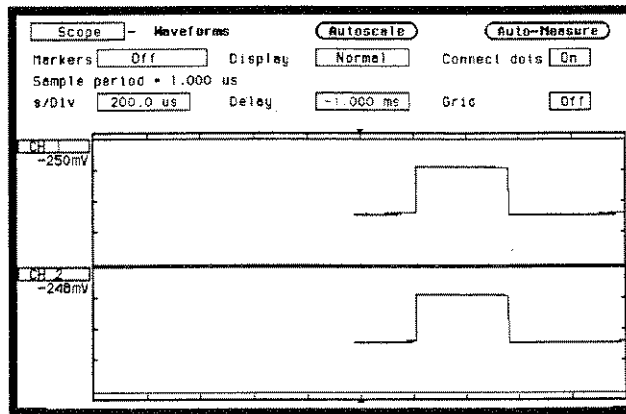 Scope - Waveforms Autoscale Auto-Measure
Markers Off Display Normal Connect dots On
Sample period = 1.000 us
s/Div 200.0 us Delay -1.000 ms Grid Off
CH 1
-250mV
CH 2
-248mV